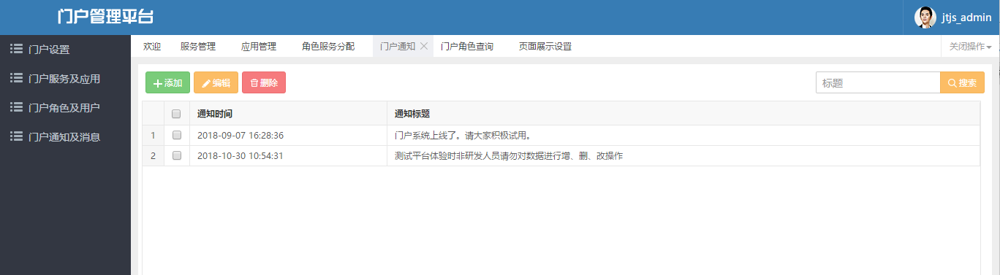 门户管理平台
jtjs_admin
门户设置
门户服务及应用
门户角色及用户
门户通知及消息
欢迎 服务管理 应用管理 角色服务分配 门户通知 门户角色查询 页面展示设置 关闭操作
添加 编辑 删除 标题 搜索
通知时间 通知标题
1 2018-09-07 16:28:36 门户系统上线了。请大家积极试用。
2 2018-10-30 10:54:31 测试平台体验时非研发人员请勿对数据进行增、删、改操作